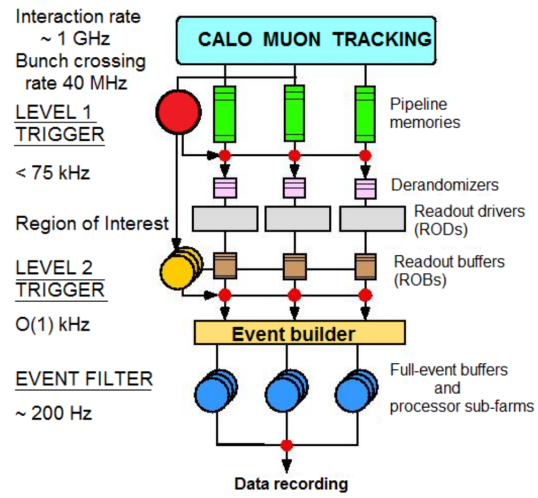 Interaction rate
~ 1 GHz
Bunch crossing
rate 40 MHz
LEVEL 1
TRIGGER
< 75 kHz
Region of Interest
LEVEL 2
TRIGGER
O(1) kHz
EVENT FILTER
~ 200 Hz
CALO MUON TRACKING
Pipeline
memories
Derandomizers
Readout drivers
(RODs)
Readout buffers
(ROBs)
Event builder
Full-event buffers
and
processor sub-farms
Data recording